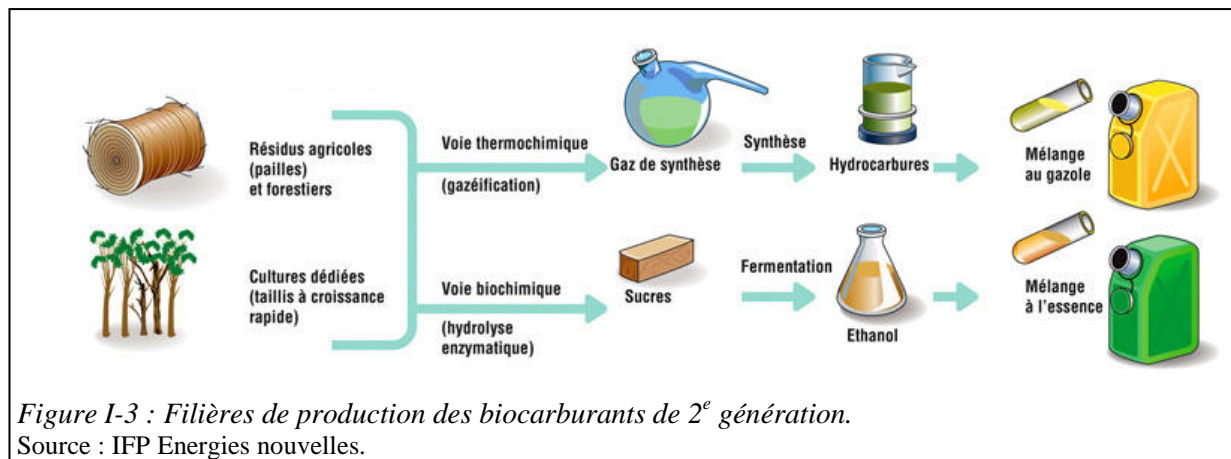 Résidus agricoles
(pailles)
et forestiers
Cultures dédiées
(taillis à croissance
rapide)
Voie thermochimique
(gazéification)
Gaz de synthèse
Synthèse
Hydrocarbures
Mélange
au gazole
Voie biochimique
(hydrolyse
enzymatique)
Sucres
Fermentation
Ethanol
Mélange
à l'essence
Figure I-3 : Filières de production des biocarburants de 2e génération.
Source : IFP Energies nouvelles.